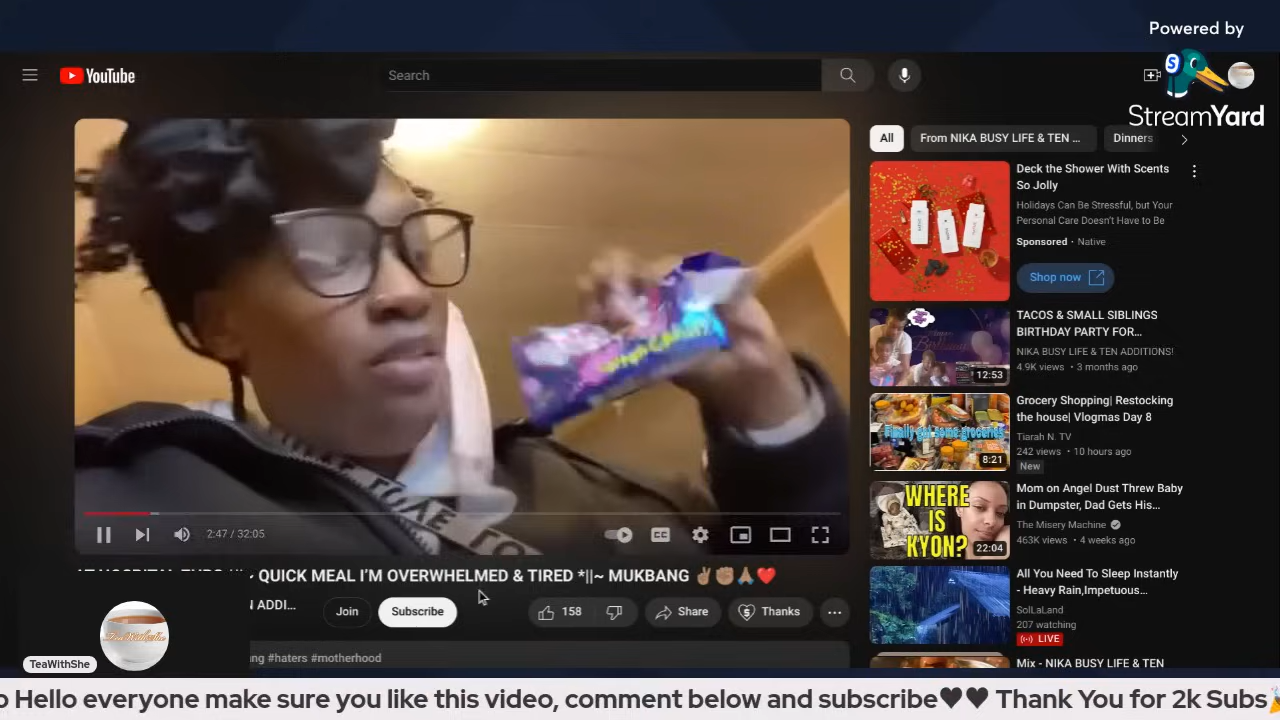 Powered by
StreamYard
YouTube
Search
All
From NIKA BUSY LIFE & TEN ...
Dinners
Deck the Shower With Scents
So Jolly
Holidays Can Be Stressful, but Your
Personal Care Doesn't Have to Be
Sponsored · Native
Shop now
TACOS & SMALL SIBLINGS
BIRTHDAY PARTY FOR...
NIKA BUSY LIFE & TEN ADDITIONS!
4.9K views · 3 months ago
12:53
Finally got some groceries
8:21
Grocery Shopping| Restocking
the house| Vlogmas Day 8
Tiarah N. TV
242 views · 10 hours ago
New
WHERE
IS
KYON?
22:04
Mom on Angel Dust Threw Baby
in Dumpster, Dad Gets His...
The Misery Machine
463K views · 4 weeks ago
All You Need To Sleep Instantly
- Heavy Rain,Impetuous...
SolLaLand
207 watching
LIVE
Mix - NIKA BUSY LIFE & TEN
2:47 / 32:05
QUICK MEAL I'M OVERWHELMED & TIRED *||~ MUKBANG ✌🏽✊🏽🙏🏽❤️
N ADDI...
Join
Subscribe
158
Share
Thanks
ng #haters #motherhood
TeaWithShe
o Hello everyone make sure you like this video, comment below and subscribe♥♥ Thank You for 2k Subs🎉